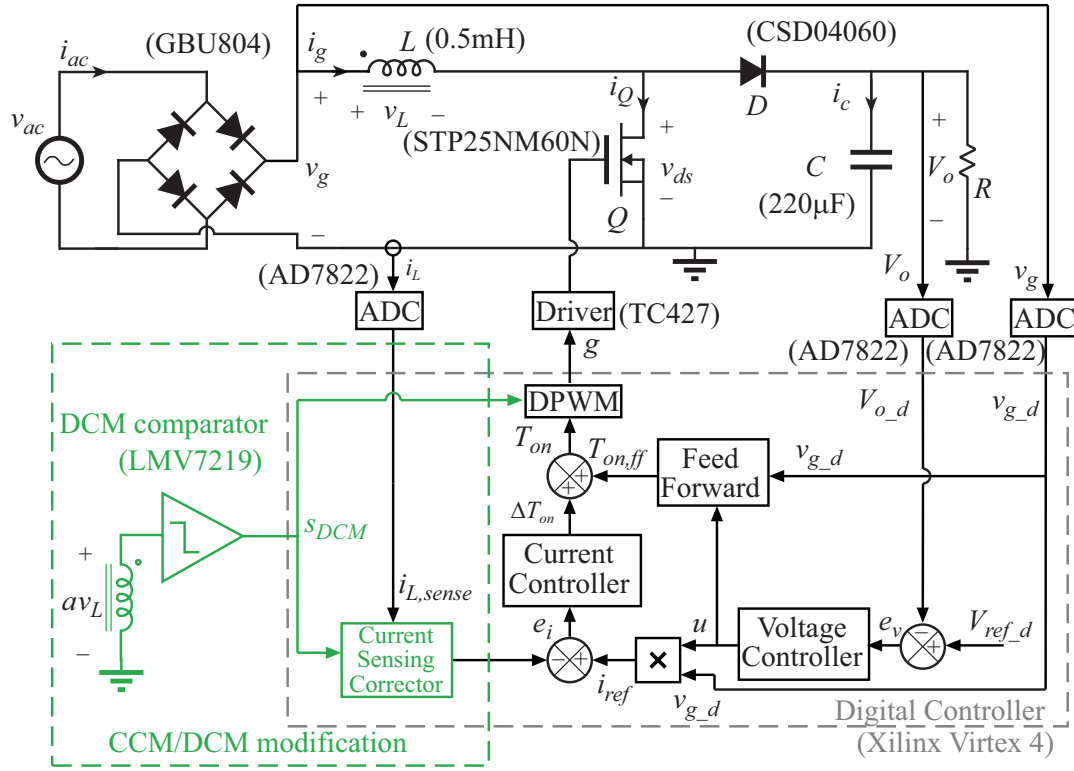 (GBU804)
i_g
L
(0.5mH)
(CSD04060)
i_ac
+
+
v_L
−
i_Q
D
i_c
v_ac
(STP25NM60N)
+
+
v_g
v_ds
C
V_o
R
−
(220μF)
−
Q
−
(AD7822)
i_L
V_o
v_g
ADC
Driver
(TC427)
ADC
ADC
g
(AD7822)
(AD7822)
DPWM
V_o_d
v_g_d
DCM comparator
(LMV7219)
T_on
T_on,ff
Feed
Forward
v_g_d
+
+
ΔT_on
s_DCM
Current
Controller
+
av_L
−
i_L,sense
e_i
u
Voltage
Controller
e_v
−
+
V_ref_d
Current
Sensing
Corrector
−
+
×
i_ref
v_g_d
Digital Controller
(Xilinx Virtex 4)
CCM/DCM modification